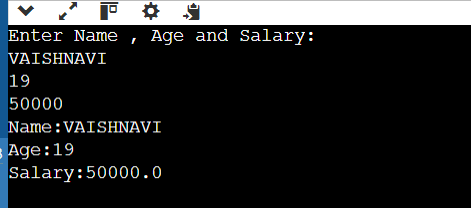 Enter Name , Age and Salary:
VAISHNAVI
19
50000
Name:VAISHNAVI
Age:19
Salary:50000.0